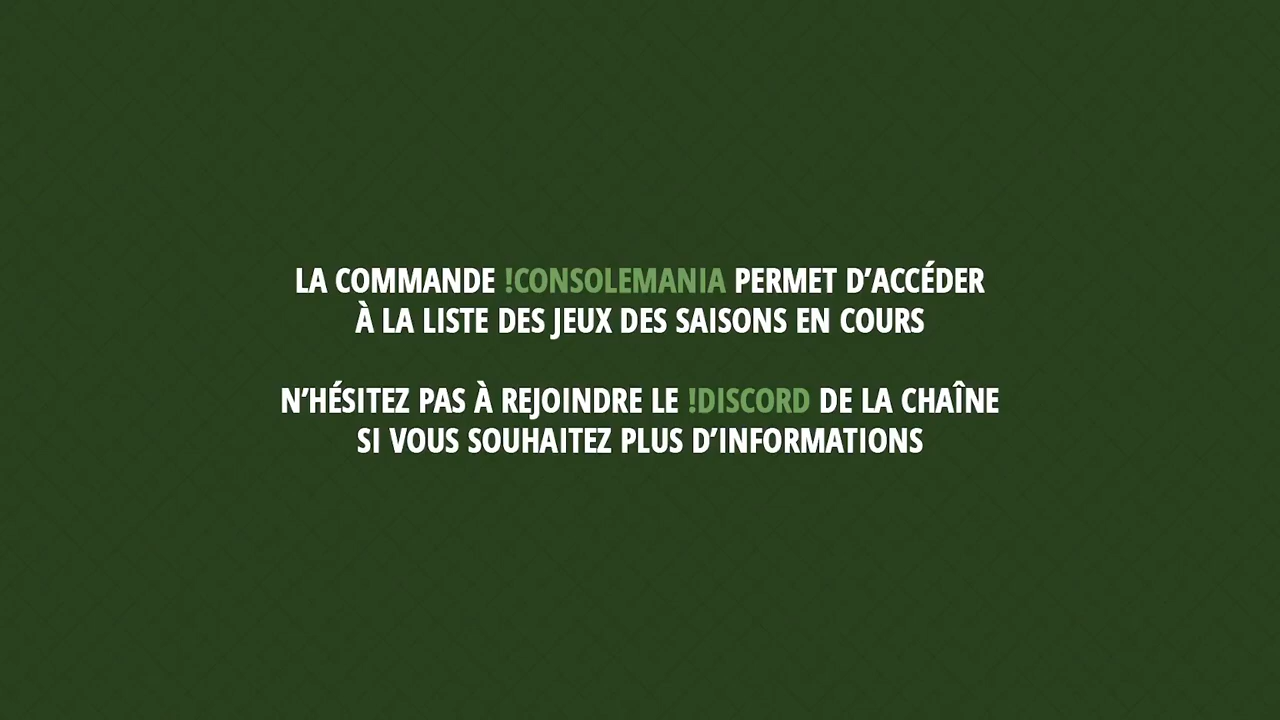 LA COMMANDE !CONSOLEMANIA PERMET D’ACCÉDER
À LA LISTE DES JEUX DES SAISONS EN COURS
N’HÉSITEZ PAS À REJOINDRE LE !DISCORD DE LA CHAÎNE
SI VOUS SOUHAITEZ PLUS D’INFORMATIONS